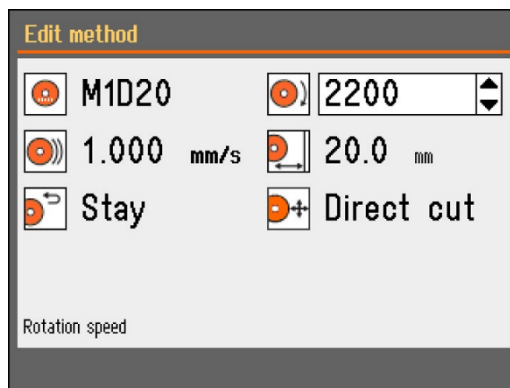 Edit method
M1D20 2200
1.000 mm/s 20.0 mm
Stay Direct cut
Rotation speed